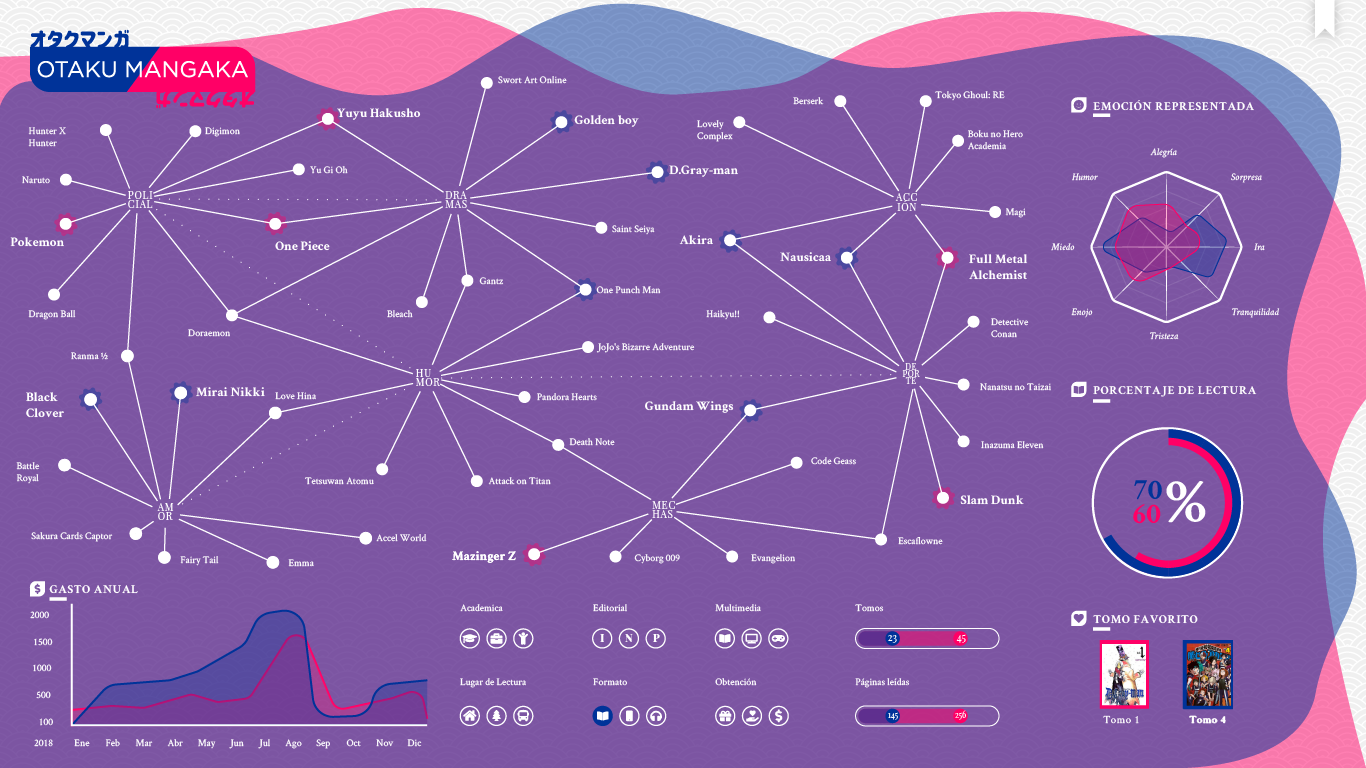 オタクマンガ
OTAKU MANGAKA
Swort Art Online
Yuyu Hakusho
Golden boy
Hunter X
Hunter
Digimon
Yu Gi Oh
Naruto
D.Gray-man
POLI
CIAL
DRA
MAS
Pokemon
One Piece
Saint Seiya
Dragon Ball
Doraemon
Bleach
Gantz
One Punch Man
Ranma ½
JoJo's Bizarre Adventure
HU
MOR
Black
Clover
Mirai Nikki
Love Hina
Pandora Hearts
Death Note
Battle
Royal
Tetsuwan Atomu
Attack on Titan
AM
OR
Sakura Cards Captor
Fairy Tail
Emma
Accel World
Berserk
Tokyo Ghoul: RE
Lovely
Complex
Boku no Hero
Academia
ACC
ION
Magi
Akira
Nausicaa
Full Metal
Alchemist
Haikyu!!
Detective
Conan
DE
POR
TE
Nanatsu no Taizai
Gundam Wings
Inazuma Eleven
Code Geass
Slam Dunk
MEC
HAS
Escaflowne
Mazinger Z
Cyborg 009
Evangelion
EMOCIÓN REPRESENTADA
Alegria
Humor
Sorpresa
Miedo
Ira
Enojo
Tranquilidad
Tristeza
PORCENTAJE DE LECTURA
70
60
%
TOMO FAVORITO
Tomo 1
Tomo 4
$ GASTO ANUAL
2000
1500
1000
500
100
2018 Ene Feb Mar Abr May Jun Jul Ago Sep Oct Nov Dic
Academica
Editorial
I N P
Multimedia
Tomos
23 45
Lugar de Lectura
Formato
Obtención
$
Páginas leídas
145 256